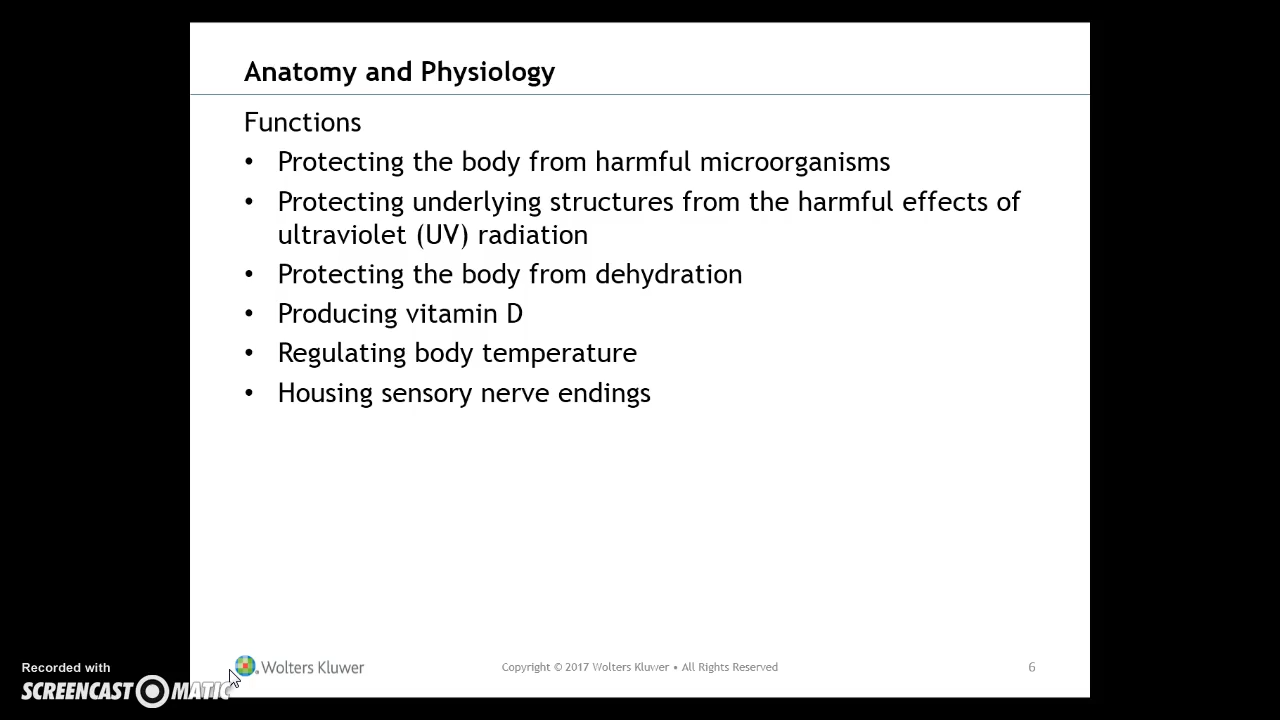 Anatomy and Physiology
Functions
• Protecting the body from harmful microorganisms
• Protecting underlying structures from the harmful effects of
ultraviolet (UV) radiation
• Protecting the body from dehydration
• Producing vitamin D
• Regulating body temperature
• Housing sensory nerve endings
Wolters Kluwer
Copyright © 2017 Wolters Kluwer • All Rights Reserved
6
Recorded with
SCREENCAST MATIC